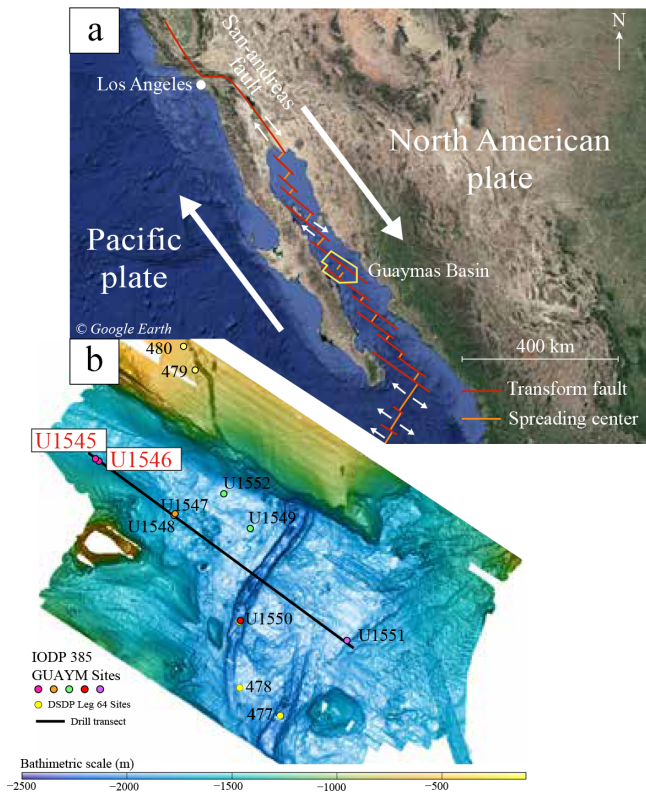 a
N
San-andreas
fault
Los Angeles
North American
plate
Pacific
plate
Guaymas Basin
© Google Earth
400 km
Transform fault
Spreading center
b
480
479
U1545
U1546
U1552
U1547
U1548
U1549
U1550
U1551
IODP 385
GUAYM Sites
DSDP Leg 64 Sites
Drill transect
478
477
Bathimetric scale (m)
−2500 −2000 −1500 −1000 −500